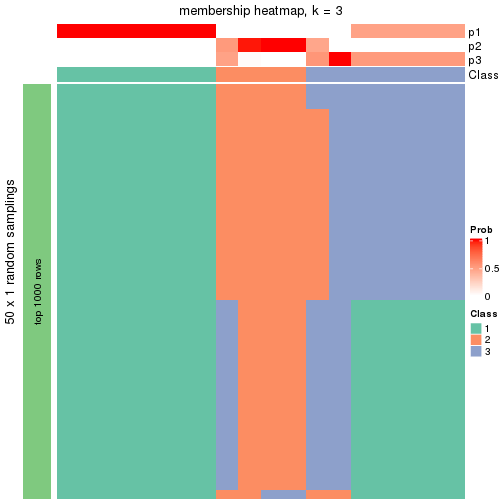 membership heatmap, k = 3
p1
p2
p3
Class
50 x 1 random samplings
top 1000 rows
Prob
1
0.5
0
Class
1
2
3